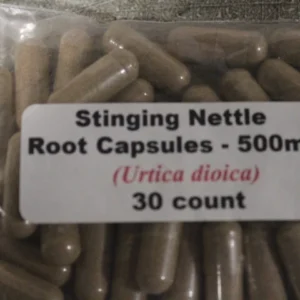 Stinging Nettle
Root Capsules - 500m
(Urtica dioica)
30 count